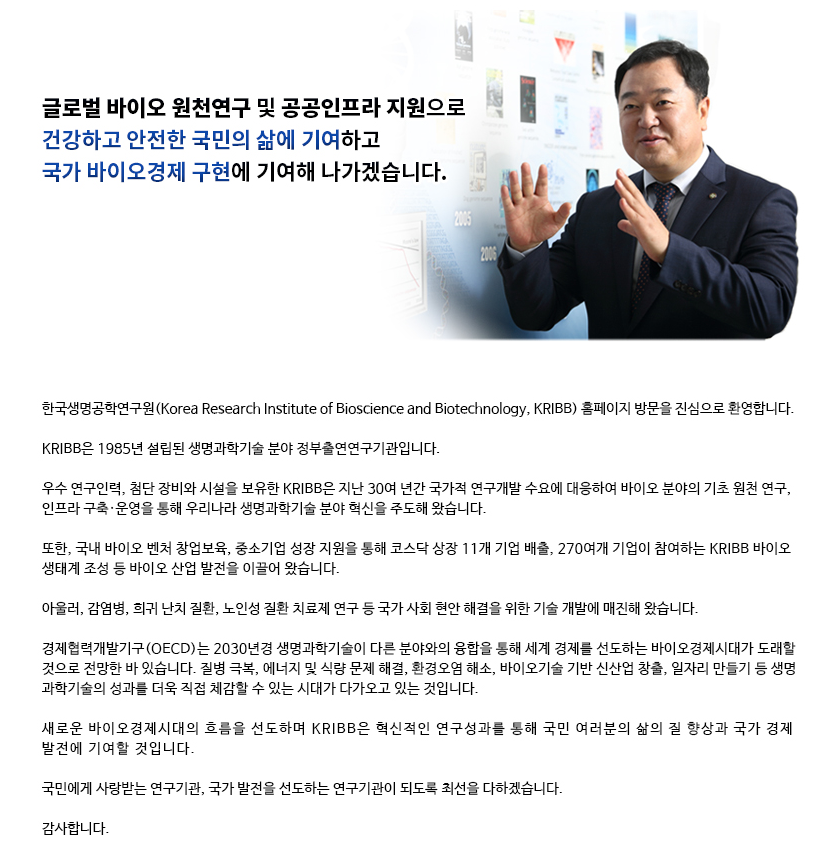 글로벌 바이오 원천연구 및 공공인프라 지원으로
건강하고 안전한 국민의 삶에 기여하고
국가 바이오경제 구현에 기여해 나가겠습니다.
2005
2006
한국생명공학연구원(Korea Research Institute of Bioscience and Biotechnology, KRIBB) 홈페이지 방문을 진심으로 환영합니다.
KRIBB은 1985년 설립된 생명과학기술 분야 정부출연연구기관입니다.
우수 연구인력, 첨단 장비와 시설을 보유한 KRIBB은 지난 30여 년간 국가적 연구개발 수요에 대응하여 바이오 분야의 기초 원천 연구,
인프라 구축·운영을 통해 우리나라 생명과학기술 분야 혁신을 주도해 왔습니다.
또한, 국내 바이오 벤처 창업보육, 중소기업 성장 지원을 통해 코스닥 상장 11개 기업 배출, 270여개 기업이 참여하는 KRIBB 바이오
생태계 조성 등 바이오 산업 발전을 이끌어 왔습니다.
아울러, 감염병, 희귀 난치 질환, 노인성 질환 치료제 연구 등 국가 사회 현안 해결을 위한 기술 개발에 매진해 왔습니다.
경제협력개발기구(OECD)는 2030년경 생명과학기술이 다른 분야와의 융합을 통해 세계 경제를 선도하는 바이오경제시대가 도래할
것으로 전망한 바 있습니다. 질병 극복, 에너지 및 식량 문제 해결, 환경오염 해소, 바이오기술 기반 신산업 창출, 일자리 만들기 등 생명
과학기술의 성과를 더욱 직접 체감할 수 있는 시대가 다가오고 있는 것입니다.
새로운 바이오경제시대의 흐름을 선도하며 KRIBB은 혁신적인 연구성과를 통해 국민 여러분의 삶의 질 향상과 국가 경제
발전에 기여할 것입니다.
국민에게 사랑받는 연구기관, 국가 발전을 선도하는 연구기관이 되도록 최선을 다하겠습니다.
감사합니다.